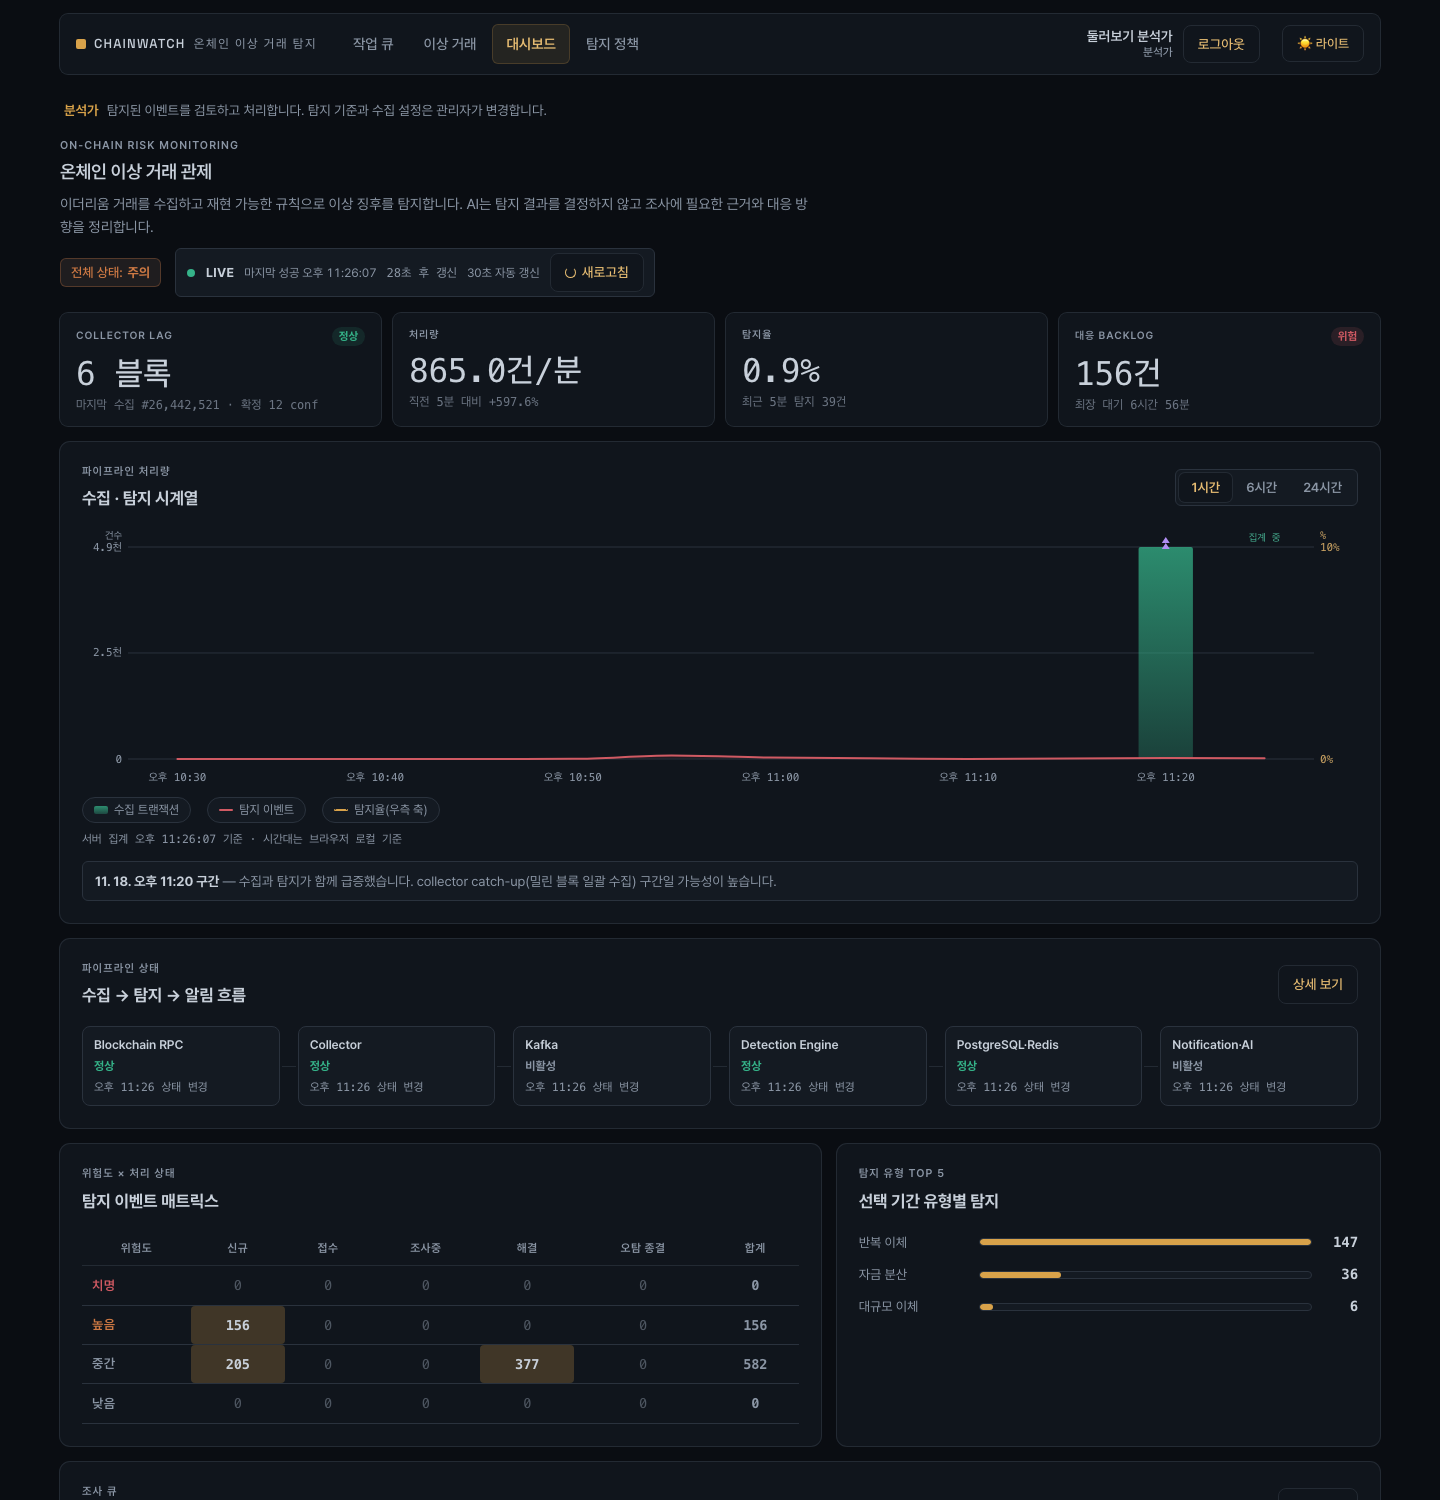 CHAINWATCH 온체인 이상 거래 탐지 작업 큐 이상 거래 대시보드 탐지 정책 둘러보기 분석가 분석가 로그아웃 ☀️ 라이트
분석가 탐지된 이벤트를 검토하고 처리합니다. 탐지 기준과 수집 설정은 관리자가 변경합니다.
ON-CHAIN RISK MONITORING
온체인 이상 거래 관제
이더리움 거래를 수집하고 재현 가능한 규칙으로 이상 징후를 탐지합니다. AI는 탐지 결과를 결정하지 않고 조사에 필요한 근거와 대응 방
향을 정리합니다.
전체 상태: 주의 LIVE 마지막 성공 오후 11:26:07 28초 후 갱신 30초 자동 갱신 새로고침
COLLECTOR LAG 정상
6 블록
마지막 수집 #26,442,521 · 확정 12 conf
처리량
865.0건/분
직전 5분 대비 +597.6%
탐지율
0.9%
최근 5분 탐지 39건
대응 BACKLOG 위험
156건
최장 대기 6시간 56분
파이프라인 처리량
수집 · 탐지 시계열
1시간 6시간 24시간
건수 집계 중 %
4.9천 10%
2.5천
0 0%
오후 10:30 오후 10:40 오후 10:50 오후 11:00 오후 11:10 오후 11:20
수집 트랜잭션 탐지 이벤트 탐지율(우측 축)
서버 집계 오후 11:26:07 기준 · 시간대는 브라우저 로컬 기준
11. 18. 오후 11:20 구간 — 수집과 탐지가 함께 급증했습니다. collector catch-up(밀린 블록 일괄 수집) 구간일 가능성이 높습니다.
파이프라인 상태
수집 → 탐지 → 알림 흐름
상세 보기
Blockchain RPC
정상
오후 11:26 상태 변경
Collector
정상
오후 11:26 상태 변경
Kafka
비활성
오후 11:26 상태 변경
Detection Engine
정상
오후 11:26 상태 변경
PostgreSQL·Redis
정상
오후 11:26 상태 변경
Notification·AI
비활성
오후 11:26 상태 변경
위험도 × 처리 상태
탐지 이벤트 매트릭스
위험도 신규 접수 조사중 해결 오탐 종결 합계
치명 0 0 0 0 0 0
높음 156 0 0 0 0 156
중간 205 0 0 377 0 582
낮음 0 0 0 0 0 0
탐지 유형 TOP 5
선택 기간 유형별 탐지
반복 이체 147
자금 분산 36
대규모 이체 6
조사 큐